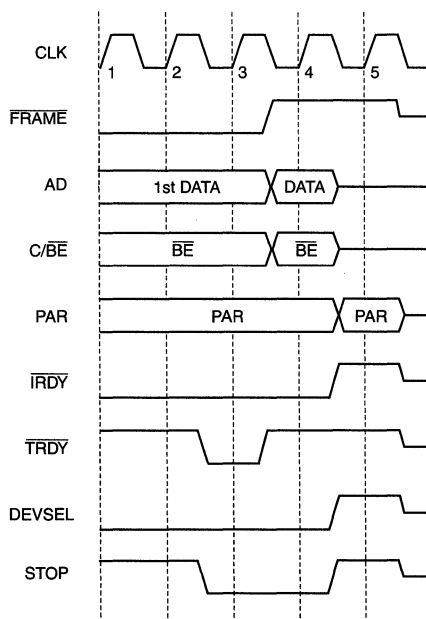 CLK
1 2 3 4 5
FRAME
AD
1st DATA DATA
C/BE
BE BE
PAR
PAR PAR
IRDY
TRDY
DEVSEL
STOP